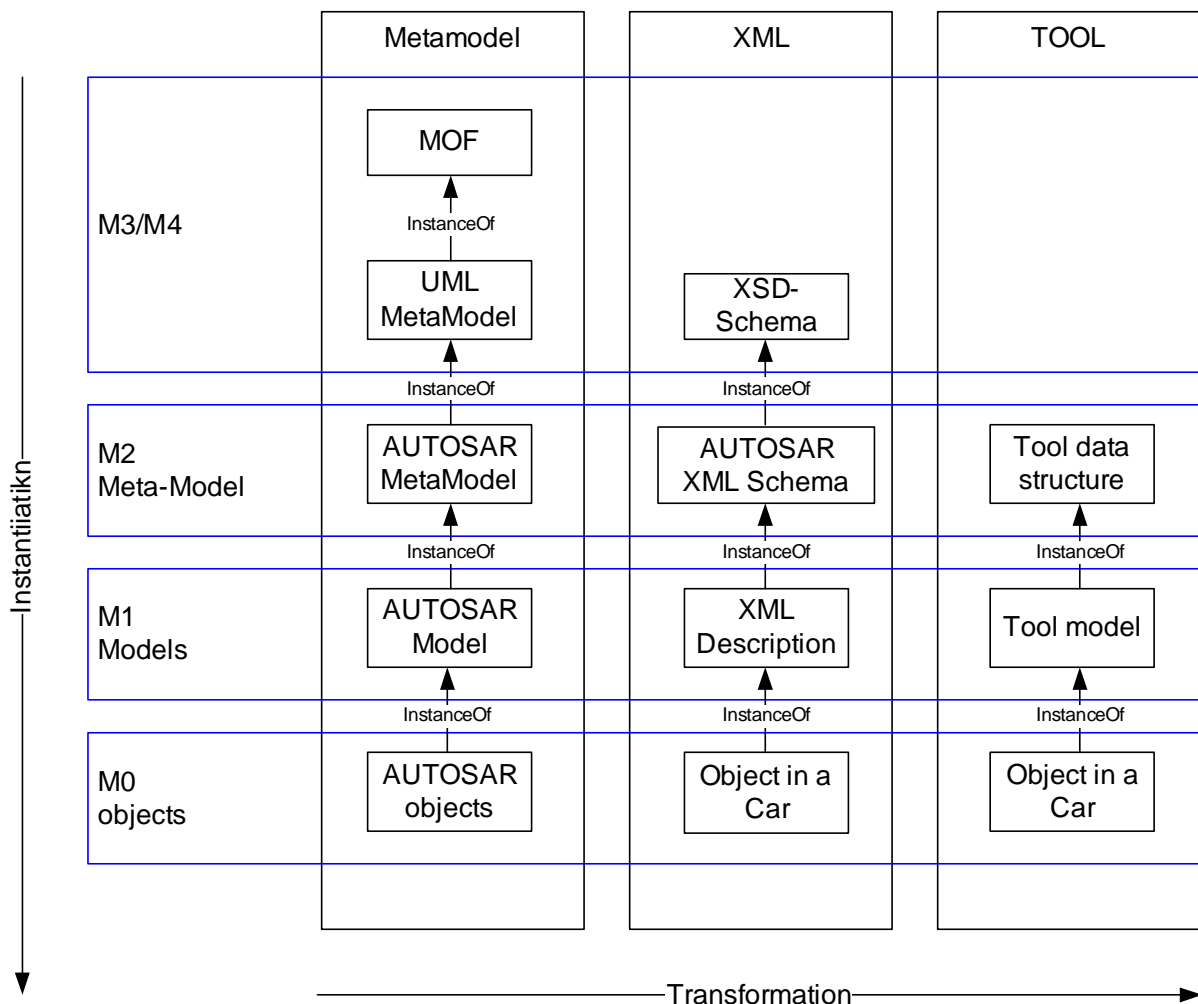 Metamodel
XML
TOOL
MOF
M3/M4
InstanceOf
UML
MetaModel
XSD-
Schema
InstanceOf
InstanceOf
M2
Meta-Model
AUTOSAR
MetaModel
AUTOSAR
XML Schema
Tool data
structure
InstanceOf
InstanceOf
InstanceOf
Instantiiatikn
M1
Models
AUTOSAR
Model
XML
Description
Tool model
InstanceOf
InstanceOf
InstanceOf
M0
objects
AUTOSAR
objects
Object in a
Car
Object in a
Car
Transformation